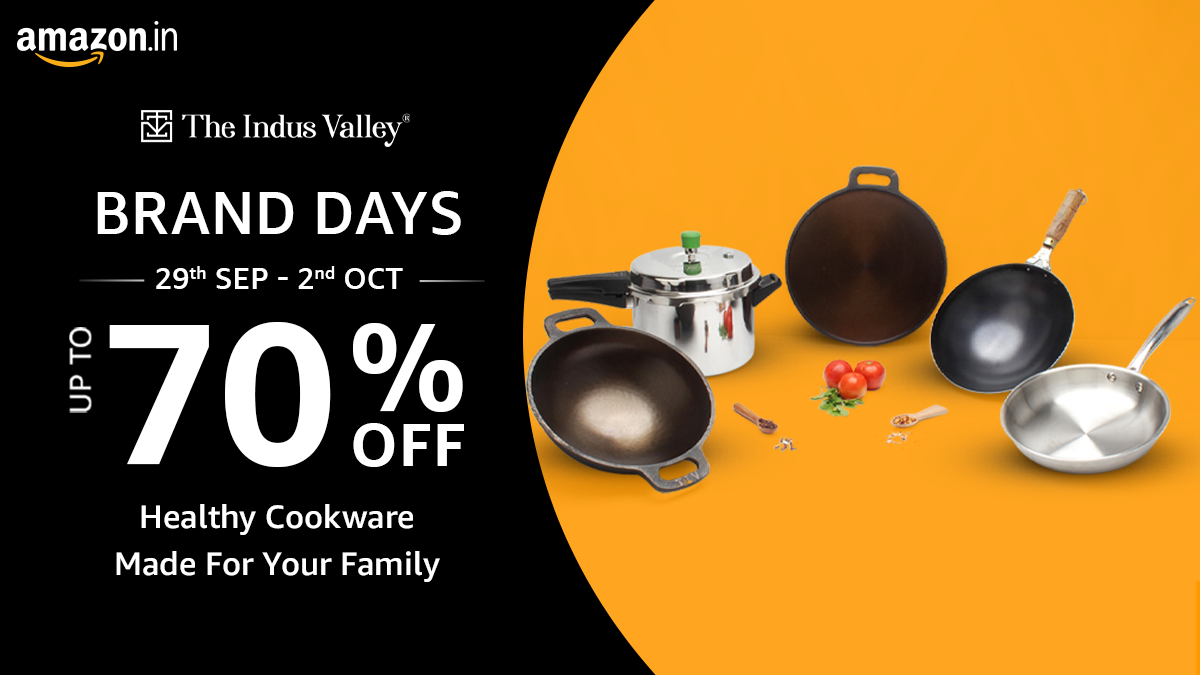 amazon.in
The Indus Valley®
BRAND DAYS
29th SEP - 2nd OCT
UP TO
70% OFF
Healthy Cookware
Made For Your Family
TIV